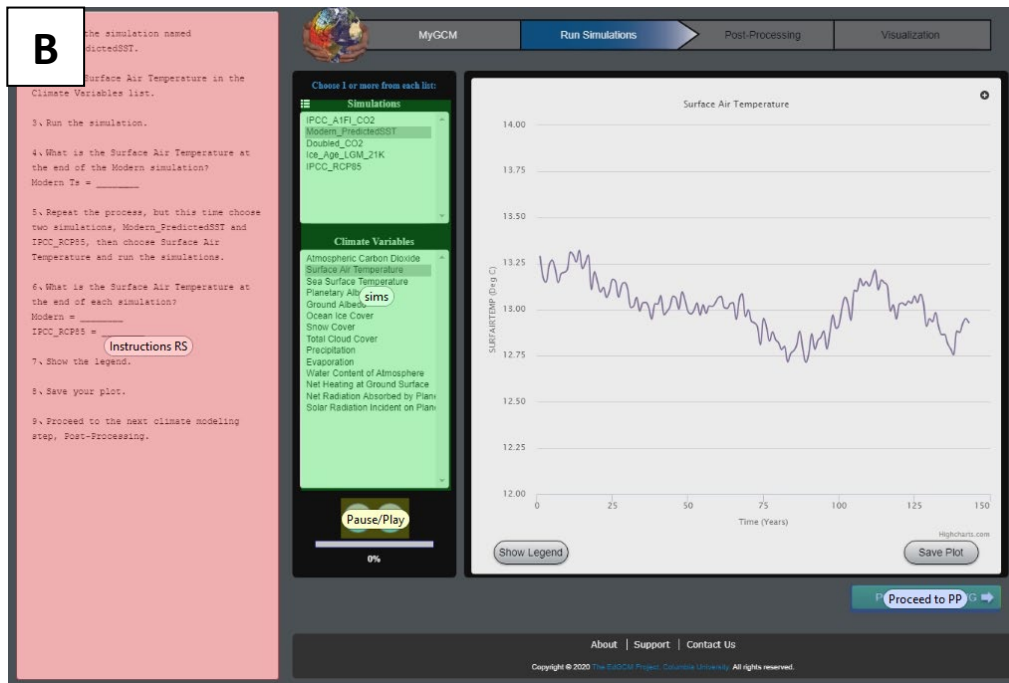 B
the simulation named
dictedSST.
Surface Air Temperature in the
Climate Variables list.
3. Run the simulation.
4. What is the Surface Air Temperature at
the end of the Modern simulation?
Modern Ts = _______
5. Repeat the process, but this time choose
two simulations, Modern_PredictedSST and
IPCC_RCP85, then choose Surface Air
Temperature and run the simulations.
6. What is the Surface Air Temperature at
the end of each simulation?
Modern = _______
IPCC_RCP85 = _______
Instructions RS
7. Show the legend.
8. Save your plot.
9. Proceed to the next climate modeling
step, Post-Processing.
MyGCM
Run Simulations
Post-Processing
Visualization
Choose 1 or more from each list:
Simulations
IPCC_A1FI_CO2
Modern_PredictedSST
Doubled_CO2
Ice_Age_LGM_21K
IPCC_RCP85
Climate Variables
Atmospheric Carbon Dioxide
Surface Air Temperature
Sea Surface Temperature
Planetary
sims
Ground Albedo
Ocean Ice Cover
Snow Cover
Total Cloud Cover
Precipitation
Evaporation
Water Content of Atmosphere
Net Heating at Ground Surface
Net Radiation Absorbed by Plane
Solar Radiation Incident on Plane
Pause/Play
0%
Surface Air Temperature
14.00
13.75
13.50
13.25
13.00
12.75
12.50
12.25
12.00
SURFAIRTEMP (Deg C)
0 25 50 75 100 125 150
Time (Years)
Highcharts.com
Show Legend
Save Plot
Proceed to PP
About | Support | Contact Us
Copyright © 2020 The EdGCM Project, Columbia University. All rights reserved.